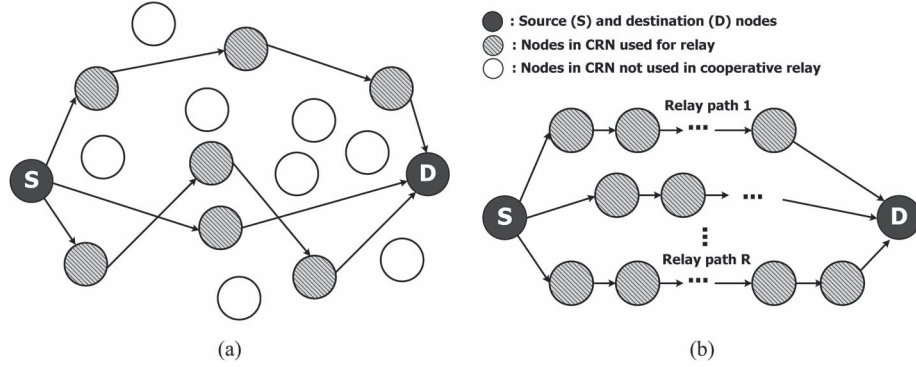 S
D
(a)
: Source (S) and destination (D) nodes
: Nodes in CRN used for relay
: Nodes in CRN not used in cooperative relay
Relay path 1
...
S
...
D
...
Relay path R
...
(b)